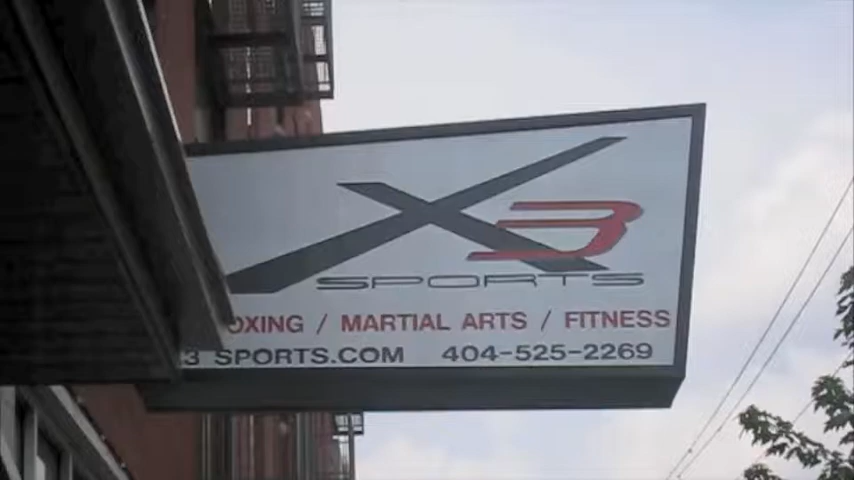 X3
SPORTS
OXING / MARTIAL ARTS / FITNESS
3 SPORTS.COM 404-525-2269